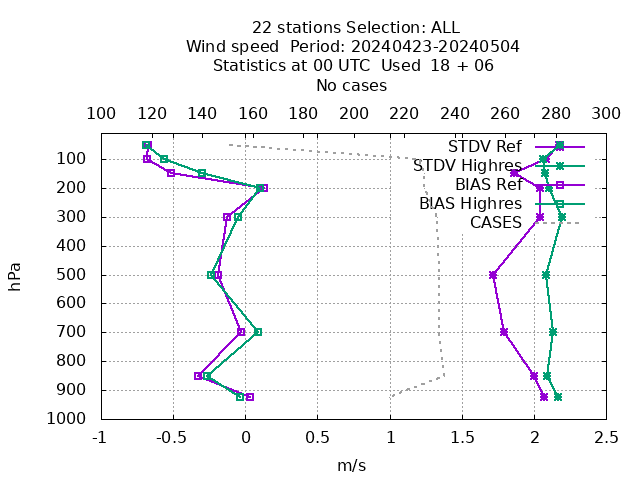 22 stations Selection: ALL
Wind speed  Period: 20240423-20240504
Statistics at 00 UTC  Used  18 + 06
No cases
100 120 140 160 180 200 220 240 260 280 300
STDV Ref
STDV Highres
BIAS Ref
BIAS Highres
CASES
hPa
100
200
300
400
500
600
700
800
900
1000
-1 -0.5 0 0.5 1 1.5 2 2.5
m/s